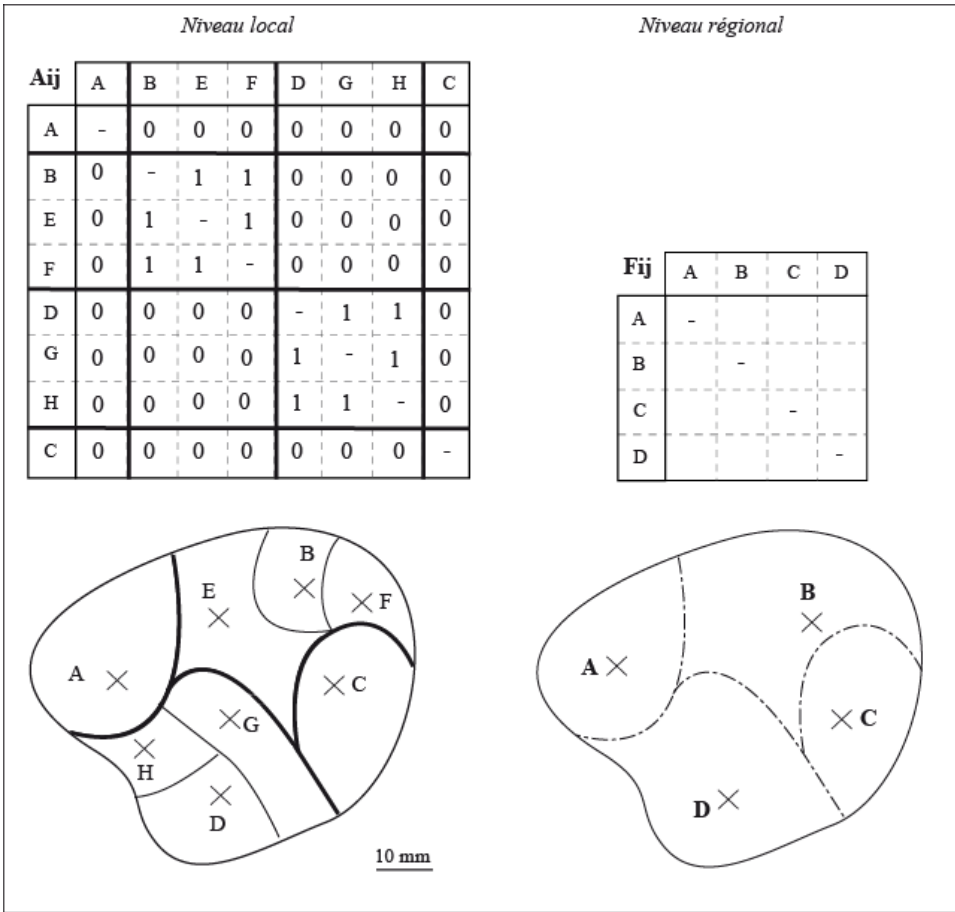 Niveau local
Niveau régional
Aij A B E F D G H C
A - 0 0 0 0 0 0 0
B 0 - 1 1 0 0 0 0
E 0 1 - 1 0 0 0 0
F 0 1 1 - 0 0 0 0
D 0 0 0 0 - 1 1 0
G 0 0 0 0 1 - 1 0
H 0 0 0 0 1 1 - 0
C 0 0 0 0 0 0 0 -
Fij A B C D
A -
B -
C -
D -
B
E
F
A
C
G
H
D
10 mm
B
A
C
D